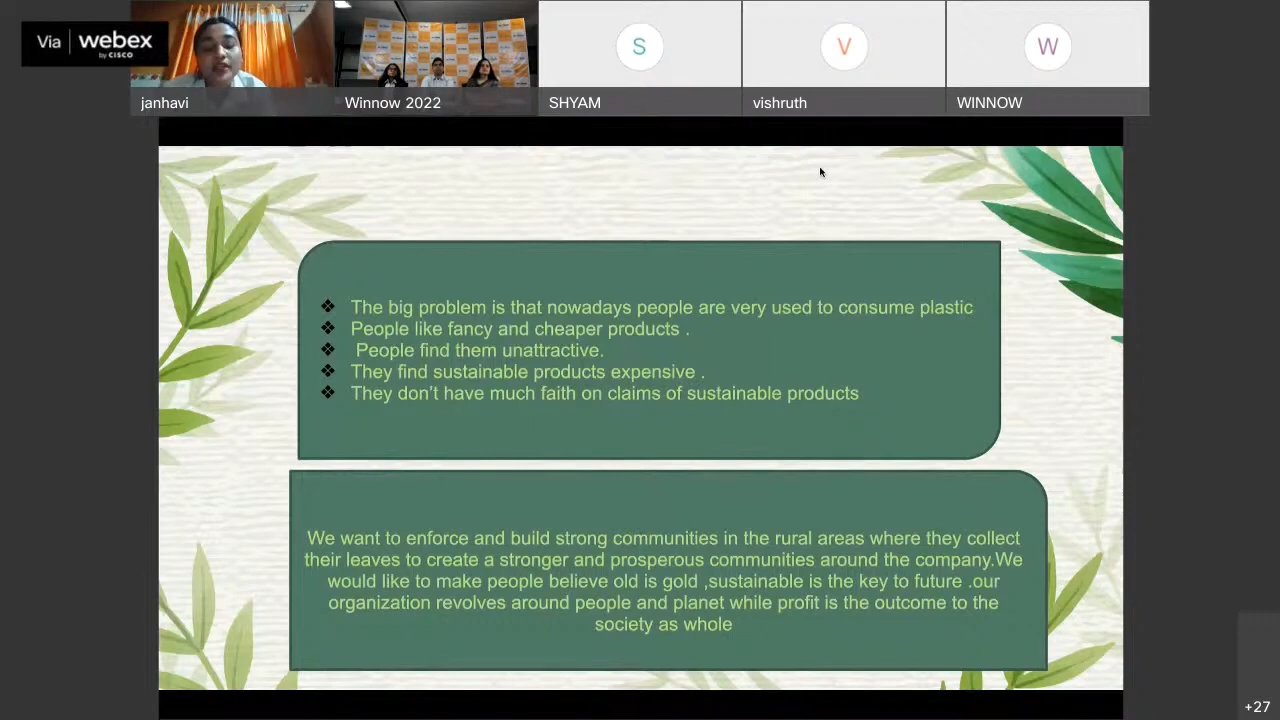 Via webex
by CISCO
janhavi
Winnow 2022
S
SHYAM
V
vishruth
W
WINNOW
❖ The big problem is that nowadays people are very used to consume plastic
❖ People like fancy and cheaper products .
❖ People find them unattractive.
❖ They find sustainable products expensive .
❖ They don't have much faith on claims of sustainable products
We want to enforce and build strong communities in the rural areas where they collect
their leaves to create a stronger and prosperous communities around the company.We
would like to make people believe old is gold ,sustainable is the key to future .our
organization revolves around people and planet while profit is the outcome to the
society as whole
+27